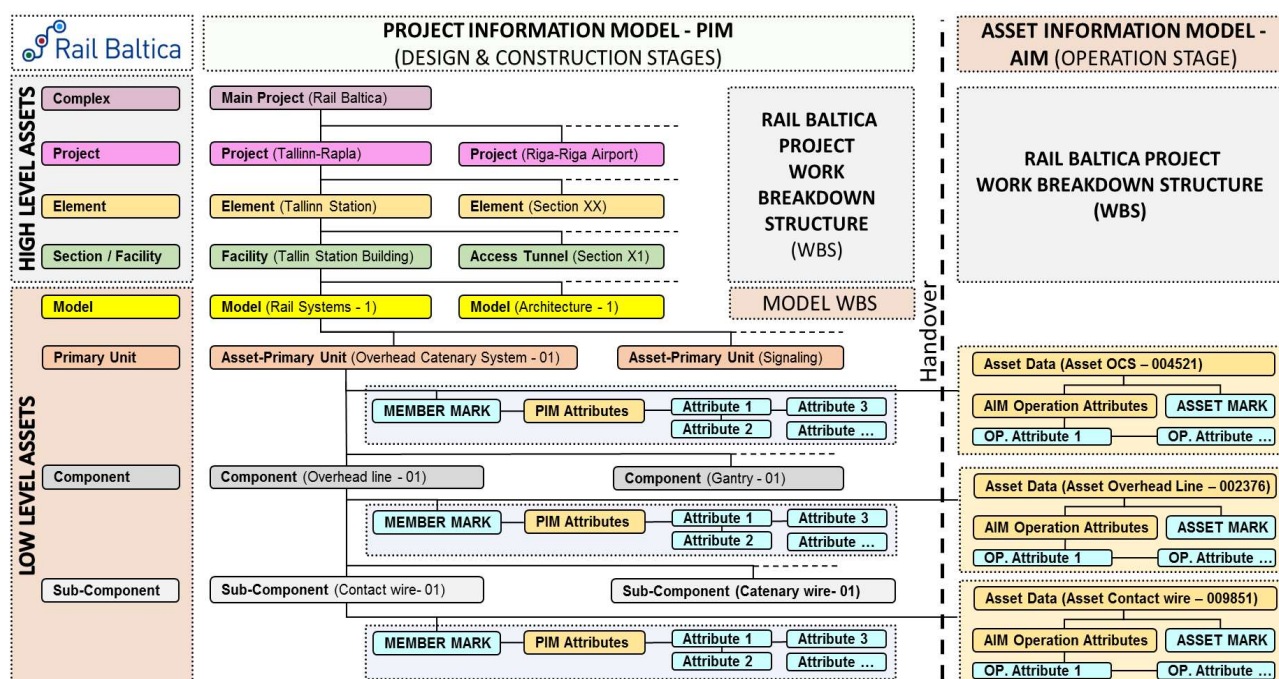 Rail Baltica
PROJECT INFORMATION MODEL - PIM
(DESIGN & CONSTRUCTION STAGES)
ASSET INFORMATION MODEL -
AIM (OPERATION STAGE)
HIGH LEVEL ASSETS
Complex
Main Project (Rail Baltica)
Project
Project (Tallinn-Rapla)
Project (Riga-Riga Airport)
Element
Element (Tallinn Station)
Element (Section XX)
Section / Facility
Facility (Tallin Station Building)
Access Tunnel (Section X1)
RAIL BALTICA
PROJECT
WORK
BREAKDOWN
STRUCTURE
(WBS)
RAIL BALTICA PROJECT
WORK BREAKDOWN STRUCTURE
(WBS)
Handover
LOW LEVEL ASSETS
Model
Model (Rail Systems - 1)
Model (Architecture - 1)
MODEL WBS
Primary Unit
Asset-Primary Unit (Overhead Catenary System - 01)
Asset-Primary Unit (Signaling)
MEMBER MARK
PIM Attributes
Attribute 1
Attribute 3
Attribute 2
Attribute ...
Asset Data (Asset OCS – 004521)
AIM Operation Attributes
ASSET MARK
OP. Attribute 1
OP. Attribute ...
Component
Component (Overhead line - 01)
Component (Gantry - 01)
MEMBER MARK
PIM Attributes
Attribute 1
Attribute 3
Attribute 2
Attribute ...
Asset Data (Asset Overhead Line – 002376)
AIM Operation Attributes
ASSET MARK
OP. Attribute 1
OP. Attribute ...
Sub-Component
Sub-Component (Contact wire- 01)
Sub-Component (Catenary wire- 01)
MEMBER MARK
PIM Attributes
Attribute 1
Attribute 3
Attribute 2
Attribute ...
Asset Data (Asset Contact wire – 009851)
AIM Operation Attributes
ASSET MARK
OP. Attribute 1
OP. Attribute ...